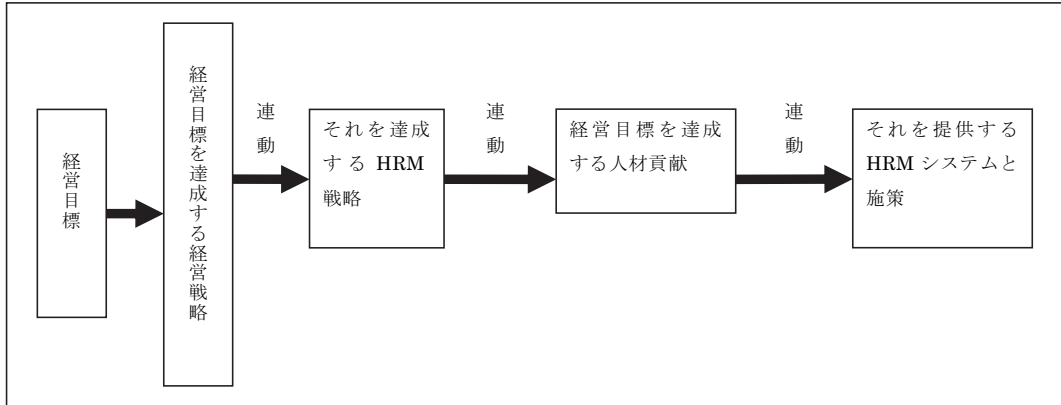 経営目標
経営目標を達成する経営戦略
連動
それを達成
する HRM
戦略
連動
経営目標を達成
する人材貢献
連動
それを提供する
HRM システムと
施策